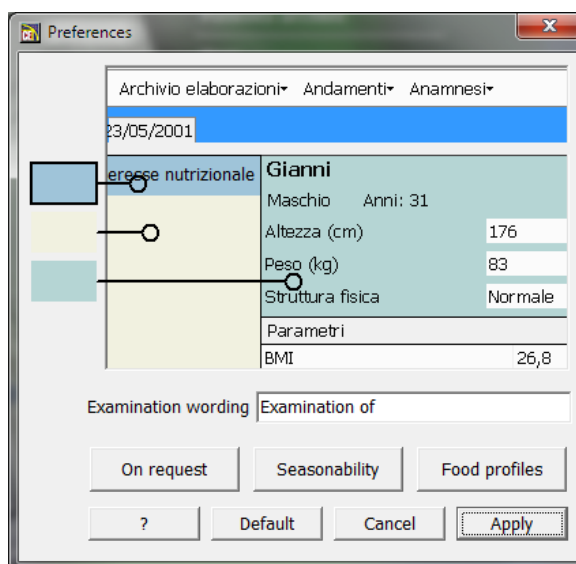 Preferences
Archivio elaborazioni Andamenti Anamnesi
23/05/2001
eresse nutrizionale
Gianni
Maschio Anni: 31
Altezza (cm) 176
Peso (kg) 83
Struttura fisica Normale
Parametri
BMI 26,8
Examination wording Examination of
On request Seasonability Food profiles
? Default Cancel Apply